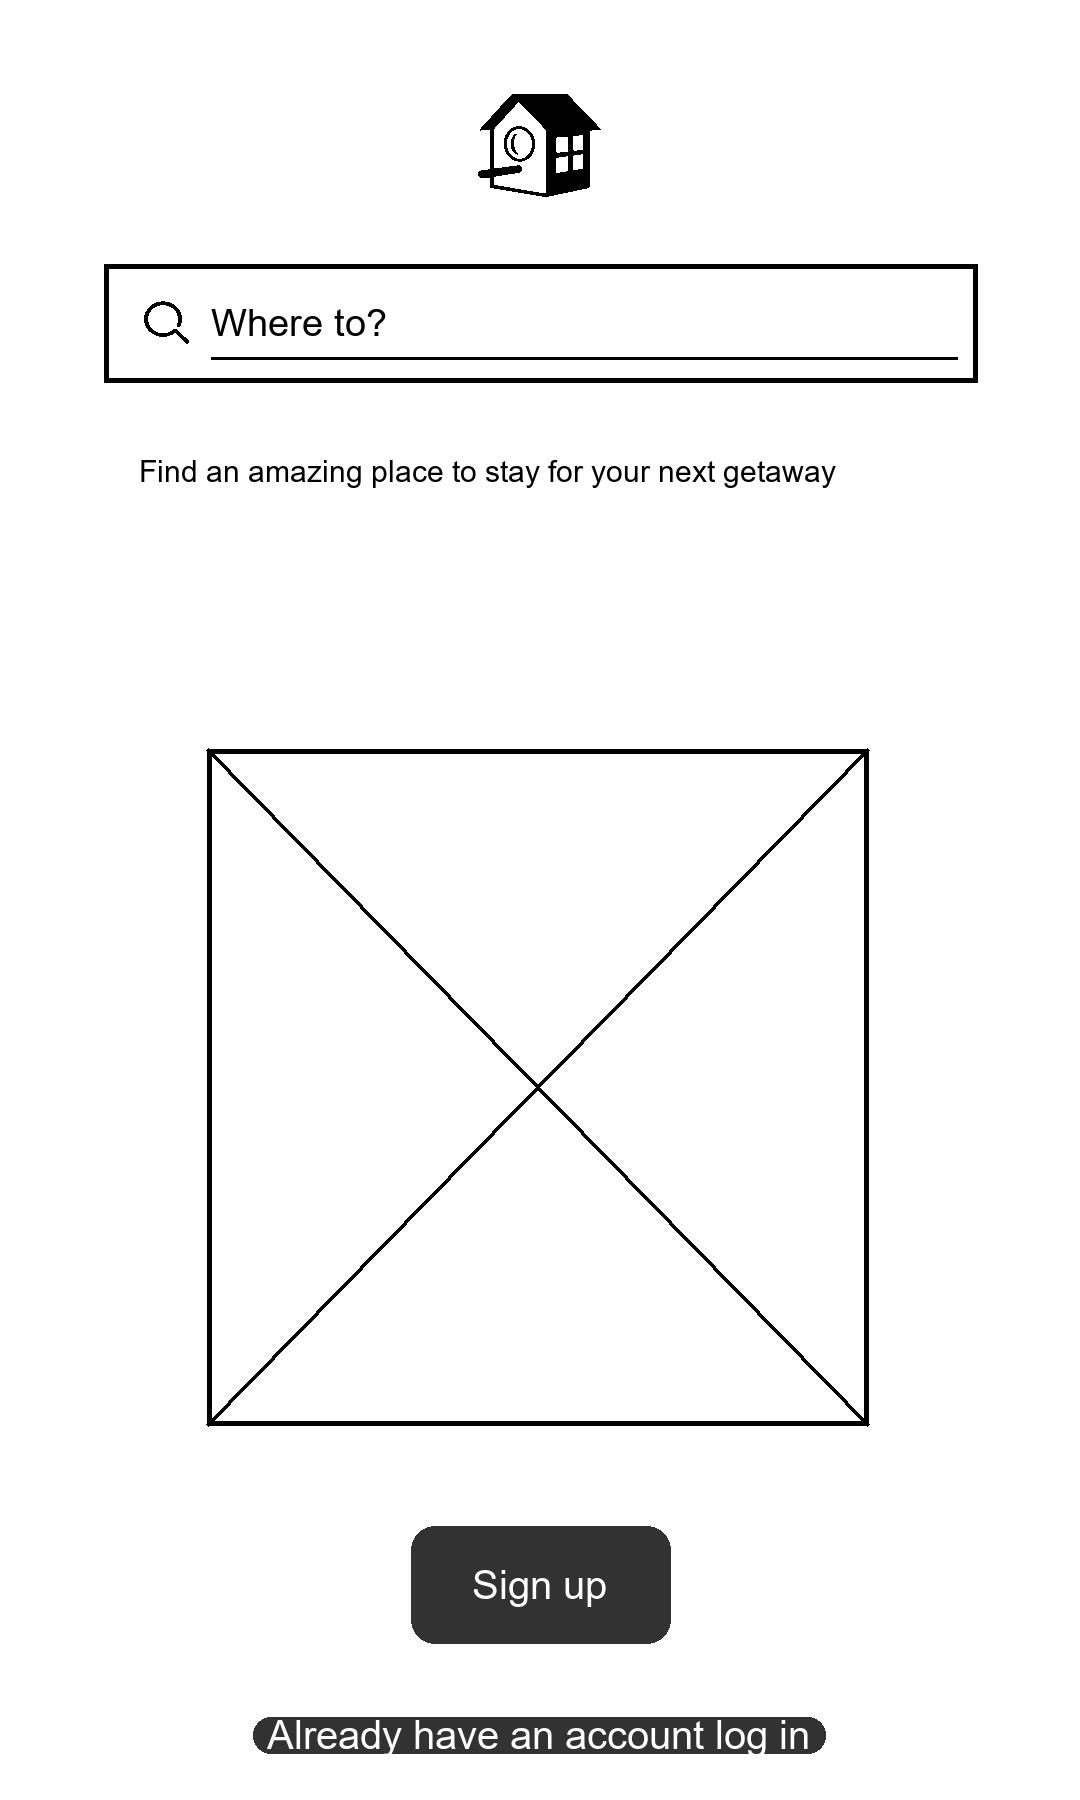 Where to?
Find an amazing place to stay for your next getaway
Sign up
Already have an account log in